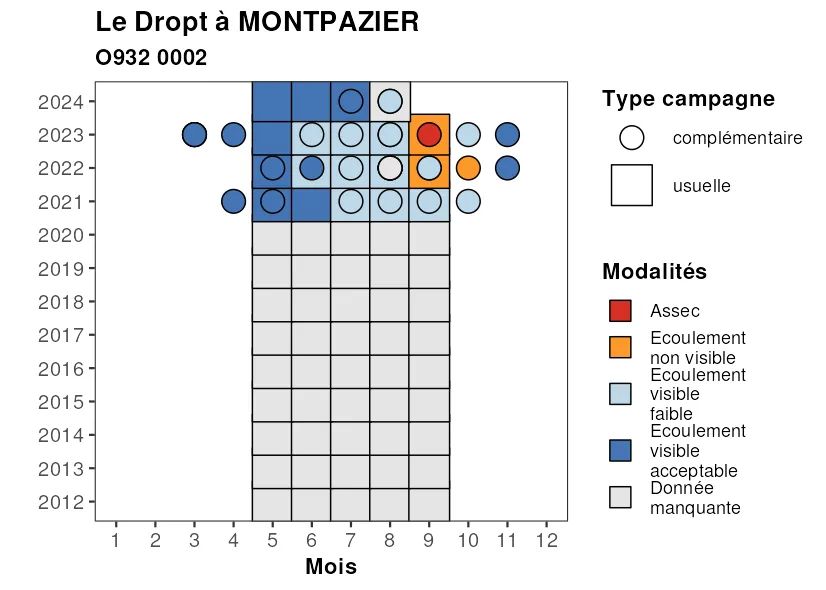 Le Dropt à MONTPAZIER
O932 0002
2024
2023
2022
2021
2020
2019
2018
2017
2016
2015
2014
2013
2012
1 2 3 4 5 6 7 8 9 10 11 12
Mois
Type campagne
complémentaire
usuelle
Modalités
Assec
Ecoulement
non visible
Ecoulement
visible
faible
Ecoulement
visible
acceptable
Donnée
manquante